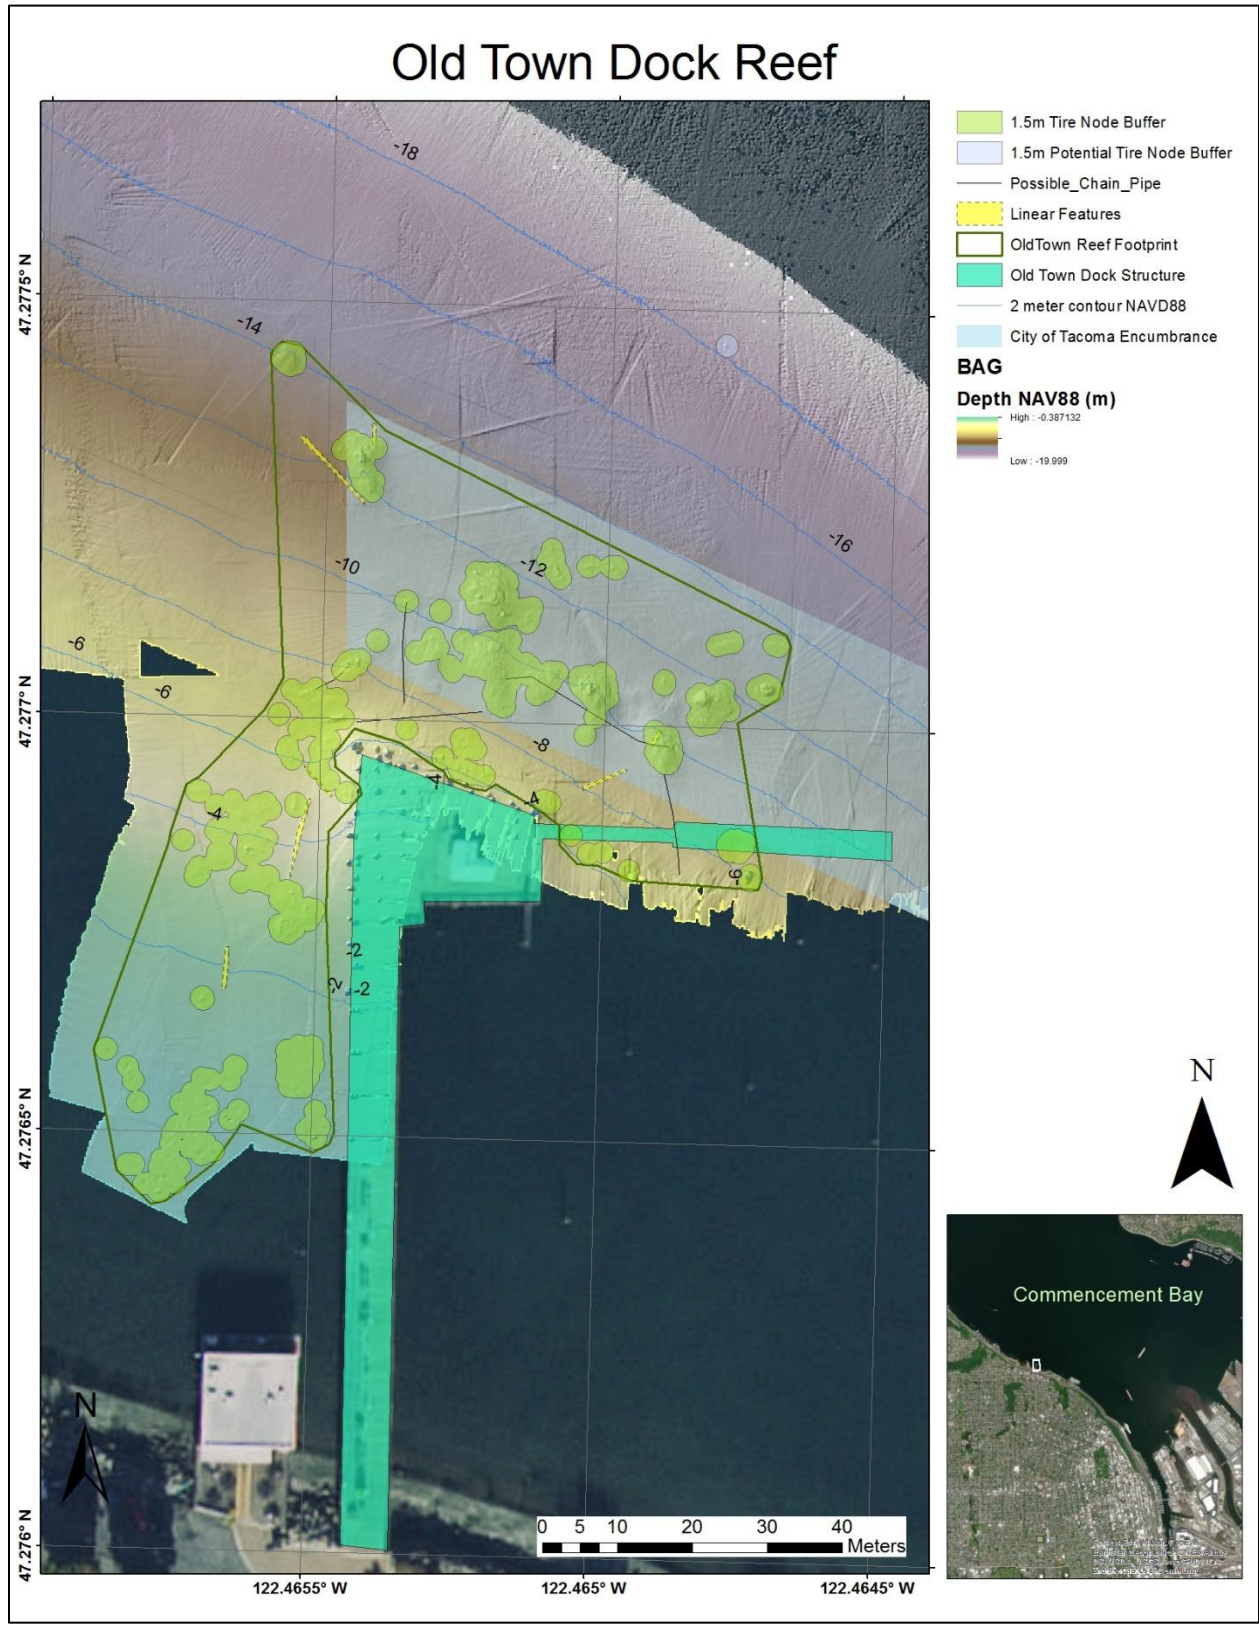 Old Town Dock Reef
1.5m Tire Node Buffer
1.5m Potential Tire Node Buffer
Possible_Chain_Pipe
Linear Features
OldTown Reef Footprint
Old Town Dock Structure
2 meter contour NAVD88
City of Tacoma Encumbrance
BAG
Depth NAV88 (m)
High : -0.387132
Low : -19.999
-18
47.2775° N
-14
-16
-10
-12
-6
-6
47.277° N
-8
-4
-4
-4
-6
-2
-2
-2
47.2765° N
N
Commencement Bay
N
0 5 10 20 30 40
Meters
47.276° N
122.4655° W 122.465° W 122.4645° W